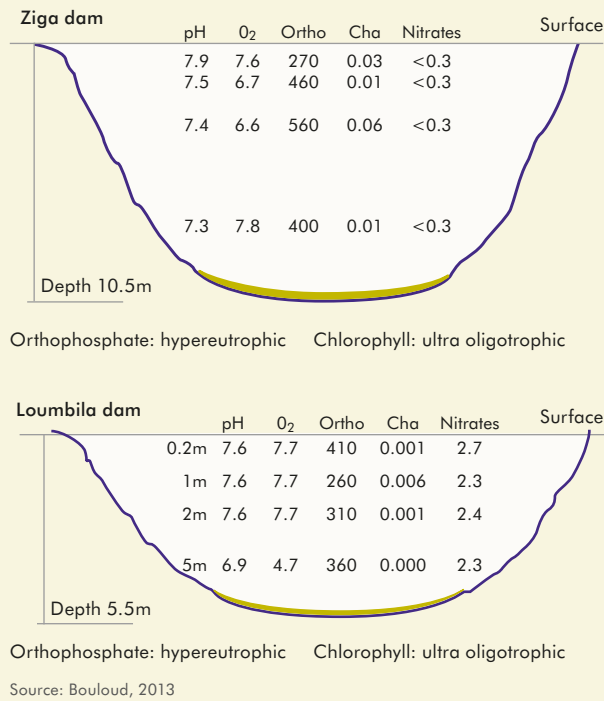 Ziga dam
Surface
pH 0₂ Ortho Cha Nitrates
7.9 7.6 270 0.03 <0.3
7.5 6.7 460 0.01 <0.3
7.4 6.6 560 0.06 <0.3
7.3 7.8 400 0.01 <0.3
Depth 10.5m
Orthophosphate: hypereutrophic Chlorophyll: ultra oligotrophic
Loumbila dam
Surface
pH 0₂ Ortho Cha Nitrates
0.2m 7.6 7.7 410 0.001 2.7
1m 7.6 7.7 260 0.006 2.3
2m 7.6 7.7 310 0.001 2.4
5m 6.9 4.7 360 0.000 2.3
Depth 5.5m
Orthophosphate: hypereutrophic Chlorophyll: ultra oligotrophic
Source: Bouloud, 2013